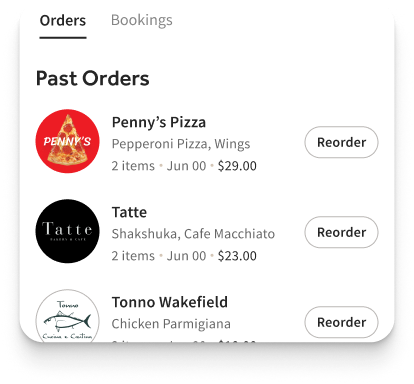 Orders
Bookings
Past Orders
PENNY'S
Penny's Pizza
Pepperoni Pizza, Wings
2 items • Jun 00 • $29.00
Reorder
Tatte
BAKERY & CAFE
Tatte
Shakshuka, Cafe Macchiato
2 items • Jun 00 • $23.00
Reorder
Tonno
Cucina e Cantina
Tonno Wakefield
Chicken Parmigiana
Reorder